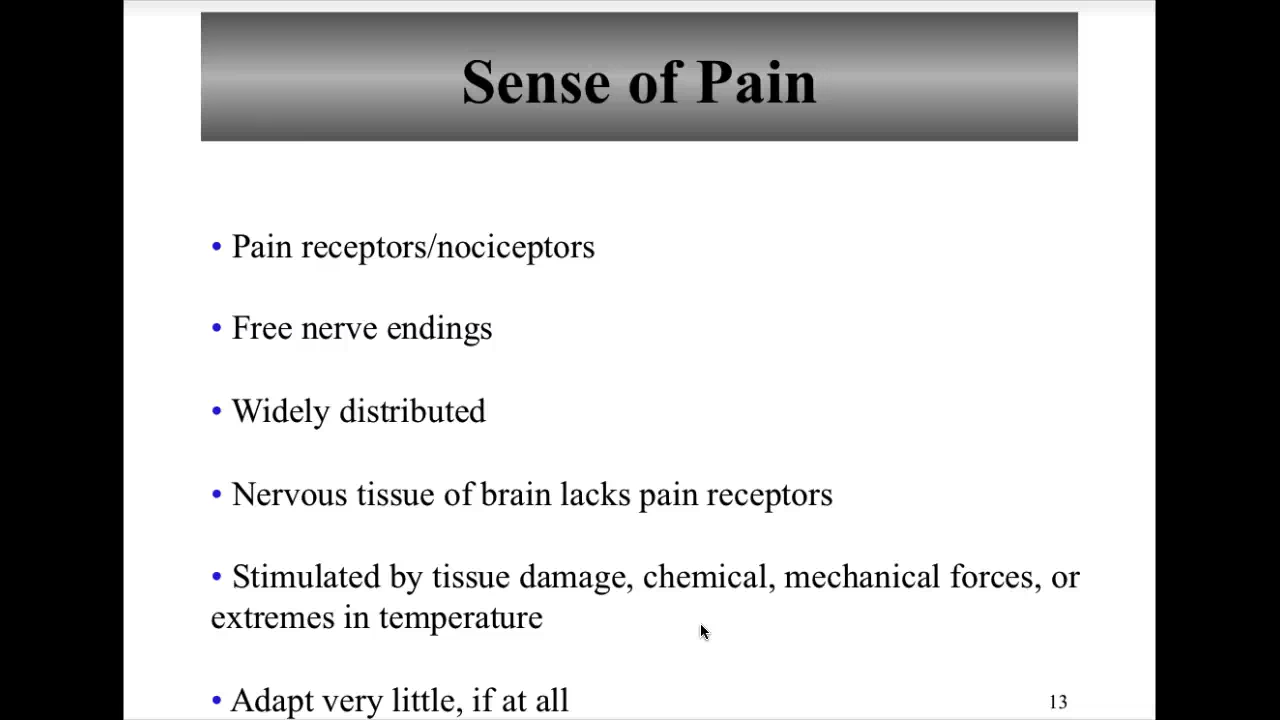 Sense of Pain
• Pain receptors/nociceptors
• Free nerve endings
• Widely distributed
• Nervous tissue of brain lacks pain receptors
• Stimulated by tissue damage, chemical, mechanical forces, or
extremes in temperature
• Adapt very little, if at all
13